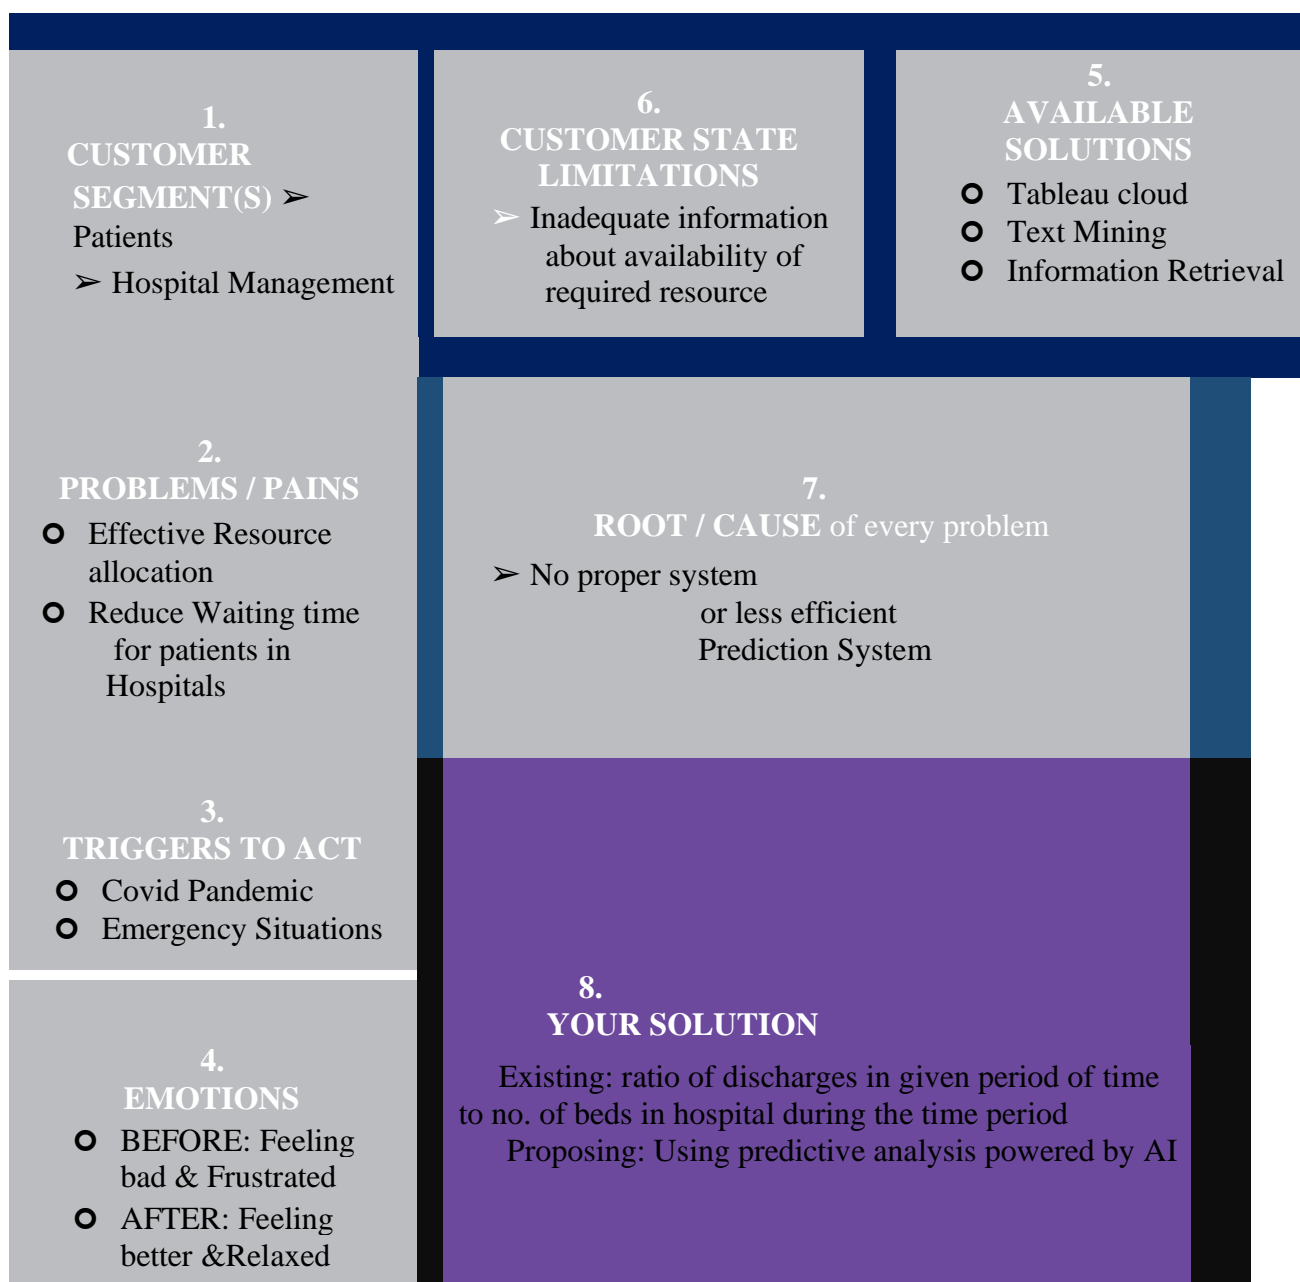 1.
CUSTOMER
SEGMENT(S) ➢
Patients
➢ Hospital Management
6.
CUSTOMER STATE
LIMITATIONS
➢ Inadequate information
about availability of
required resource
5.
AVAILABLE
SOLUTIONS
Tableau cloud
Text Mining
Information Retrieval
2.
PROBLEMS / PAINS
Effective Resource
allocation
Reduce Waiting time
for patients in
Hospitals
7.
ROOT / CAUSE of every problem
➢ No proper system
or less efficient
Prediction System
3.
TRIGGERS TO ACT
Covid Pandemic
Emergency Situations
4.
EMOTIONS
BEFORE: Feeling
bad & Frustrated
AFTER: Feeling
better &Relaxed
8.
YOUR SOLUTION
Existing: ratio of discharges in given period of time
to no. of beds in hospital during the time period
Proposing: Using predictive analysis powered by AI